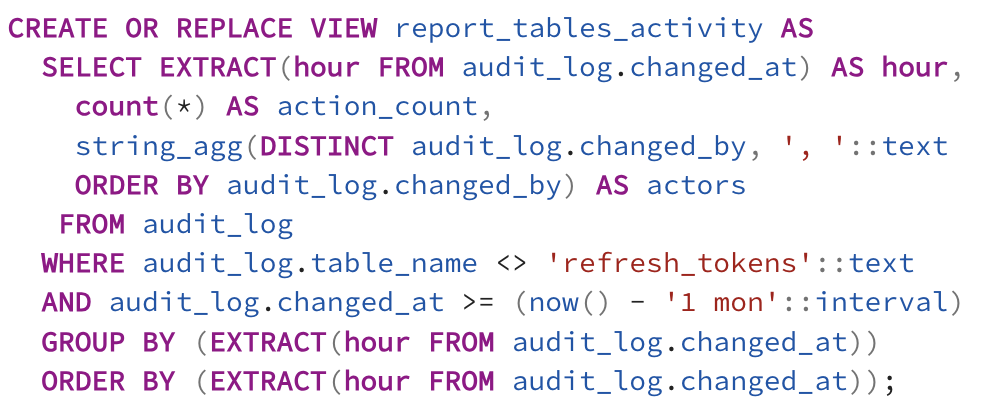 CREATE OR REPLACE VIEW report_tables_activity AS
SELECT EXTRACT(hour FROM audit_log.changed_at) AS hour,
count(*) AS action_count,
string_agg(DISTINCT audit_log.changed_by, ', '::text
ORDER BY audit_log.changed_by) AS actors
FROM audit_log
WHERE audit_log.table_name <> 'refresh_tokens'::text
AND audit_log.changed_at >= (now() - '1 mon'::interval)
GROUP BY (EXTRACT(hour FROM audit_log.changed_at))
ORDER BY (EXTRACT(hour FROM audit_log.changed_at));